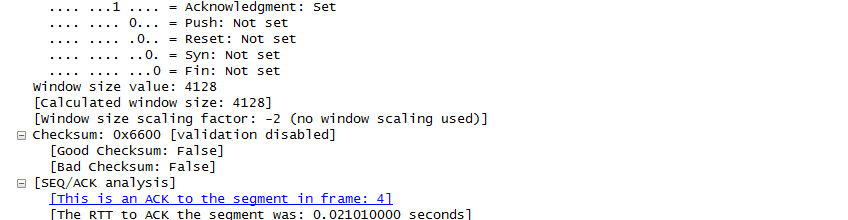 .... ...1 .... = Acknowledgment: Set
.... .... 0... = Push: Not set
.... .... .0.. = Reset: Not set
.... .... ..0. = Syn: Not set
.... .... ...0 = Fin: Not set
Window size value: 4128
[Calculated window size: 4128]
[Window size scaling factor: -2 (no window scaling used)]
Checksum: 0x6600 [validation disabled]
[Good Checksum: False]
[Bad Checksum: False]
[SEQ/ACK analysis]
[This is an ACK to the segment in frame: 4]
[The RTT to ACK the segment was: 0.021010000 seconds]